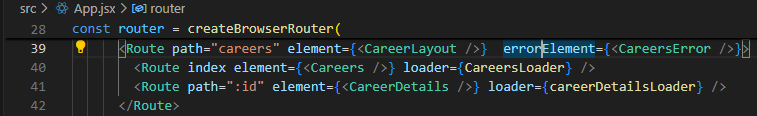 src > App.jsx > router
28 const router = createBrowserRouter(
39 <Route path="careers" element={<CareerLayout />} errorElement={<CareersError />}>
40 <Route index element={<Careers />} loader={CareersLoader} />
41 <Route path=":id" element={<CareerDetails />} loader={careerDetailsLoader} />
42 </Route>